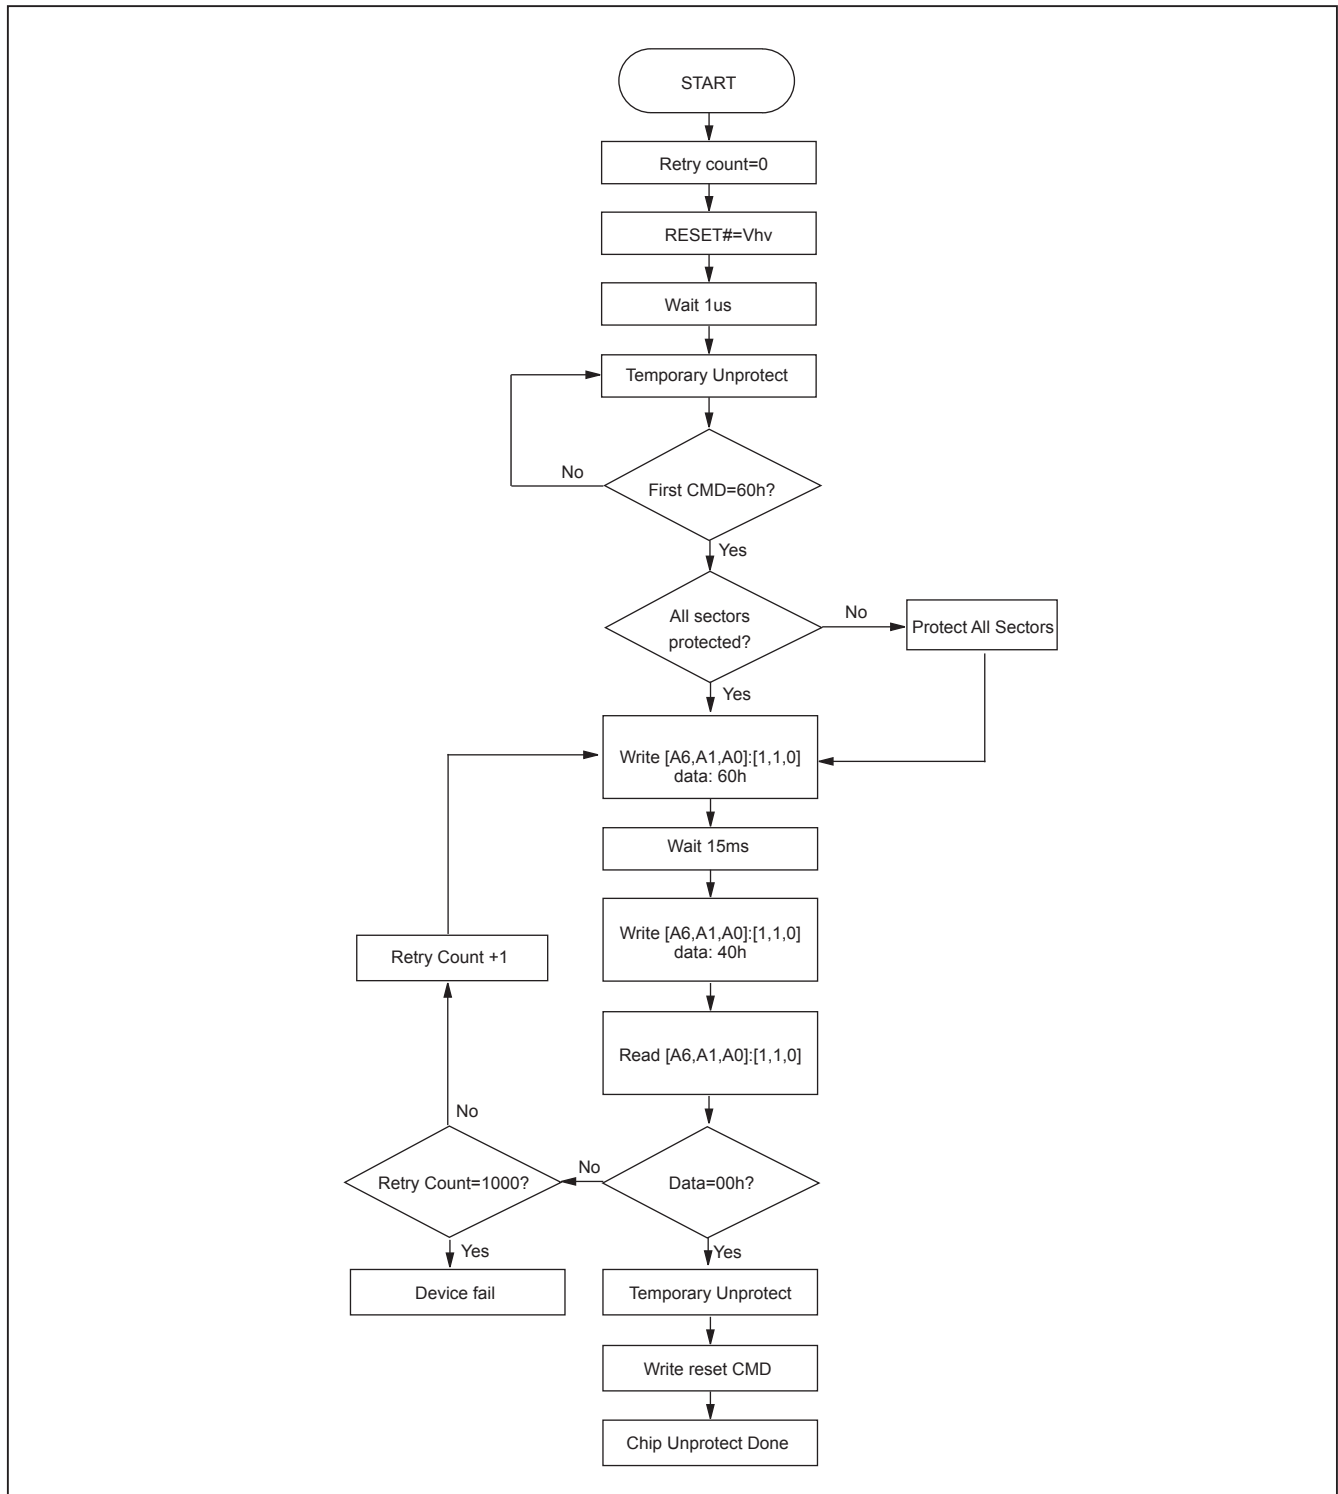 START
Retry count=0
RESET#=Vhv
Wait 1us
Temporary Unprotect
No
First CMD=60h?
Yes
All sectors
protected?
No
Protect All Sectors
Yes
Write [A6,A1,A0]:[1,1,0]
data: 60h
Wait 15ms
Write [A6,A1,A0]:[1,1,0]
data: 40h
Retry Count +1
Read [A6,A1,A0]:[1,1,0]
No
Retry Count=1000?
No
Data=00h?
Yes
Yes
Device fail
Temporary Unprotect
Write reset CMD
Chip Unprotect Done